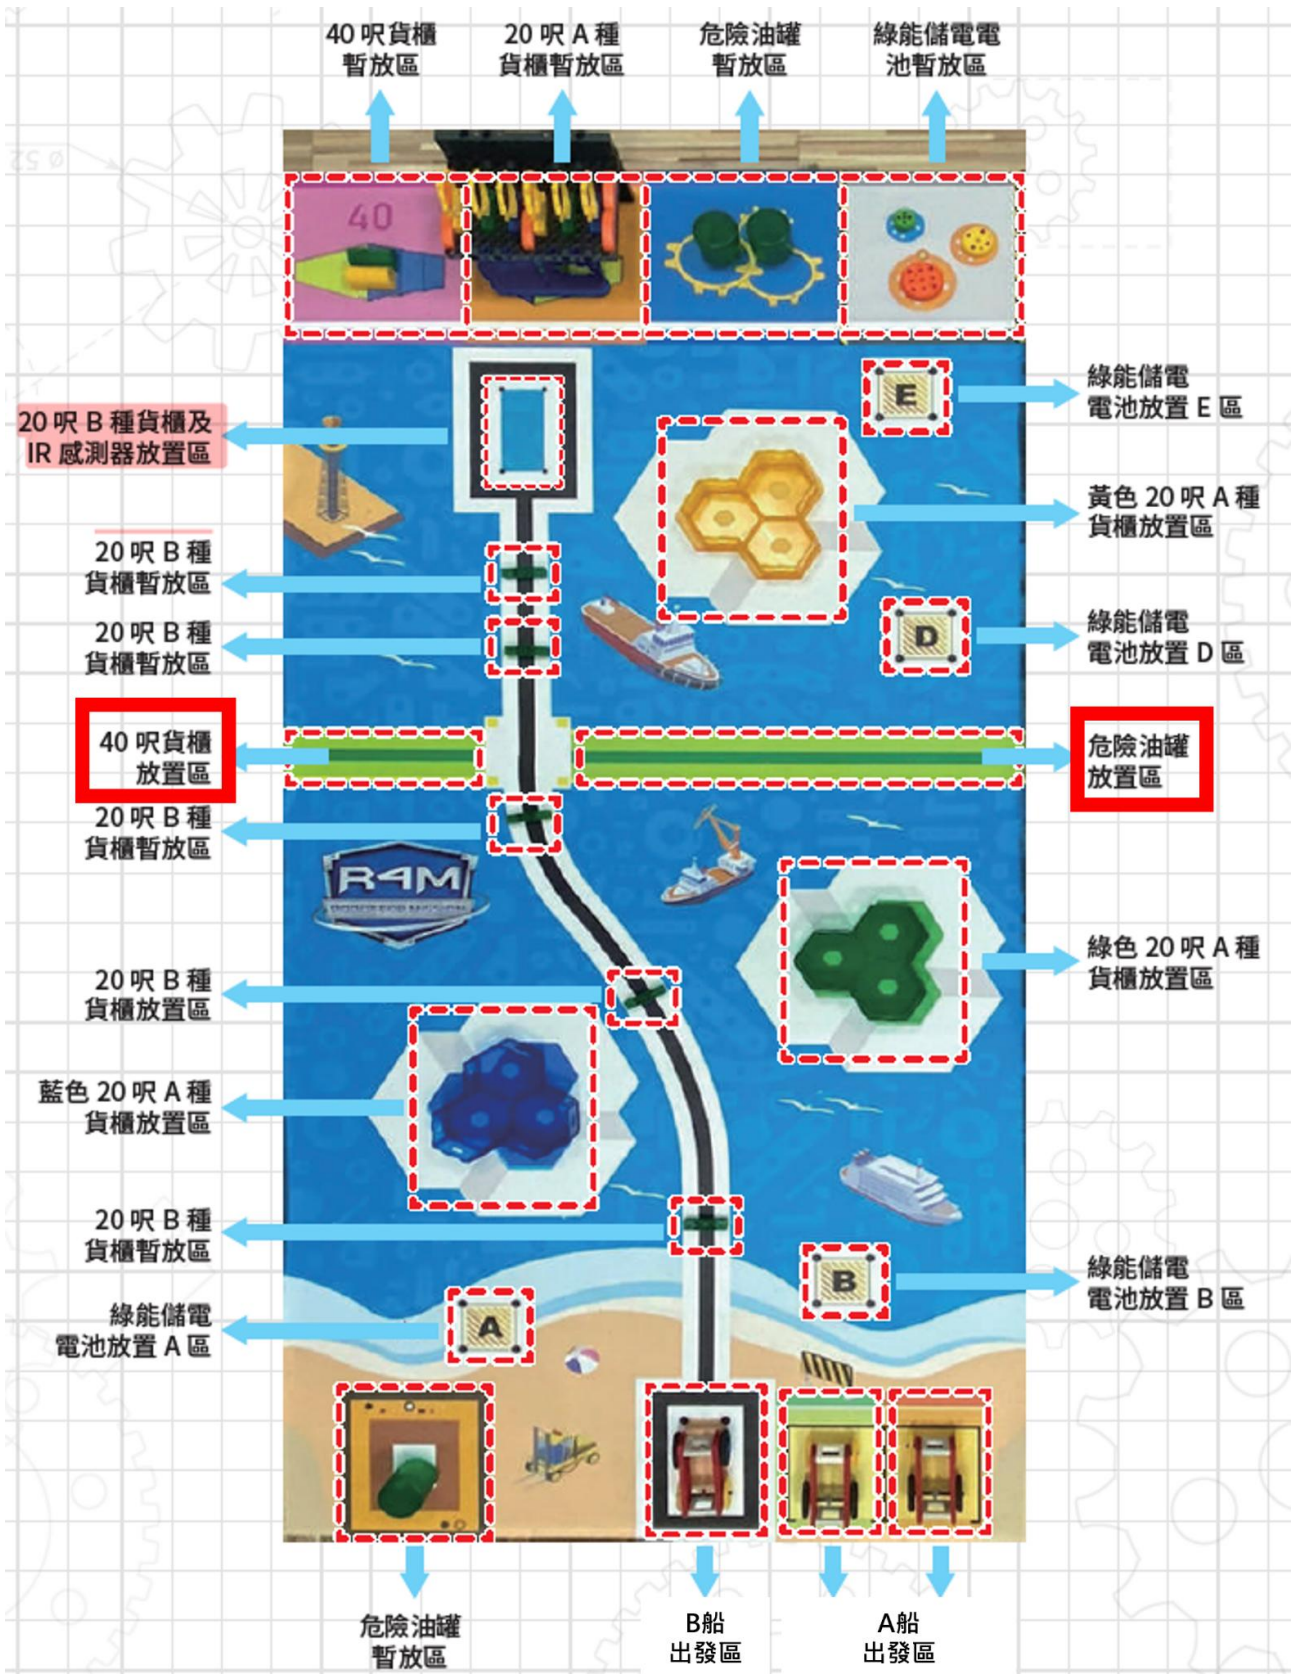 40 呎貨櫃
暫放區
20 呎 A 種
貨櫃暫放區
危險油罐
暫放區
綠能儲電電
池暫放區
ø 52
40
20 呎 B 種貨櫃及
IR 感測器放置區
E
綠能儲電
電池放置 E 區
黃色 20 呎 A 種
貨櫃放置區
20 呎 B 種
貨櫃暫放區
20 呎 B 種
貨櫃暫放區
D
綠能儲電
電池放置 D 區
40 呎貨櫃
放置區
危險油罐
放置區
20 呎 B 種
貨櫃暫放區
R4M
綠色 20 呎 A 種
貨櫃放置區
20 呎 B 種
貨櫃放置區
藍色 20 呎 A 種
貨櫃放置區
20 呎 B 種
貨櫃暫放區
B
綠能儲電
電池放置 B 區
綠能儲電
電池放置 A 區
A
危險油罐
暫放區
B船
出發區
A船
出發區